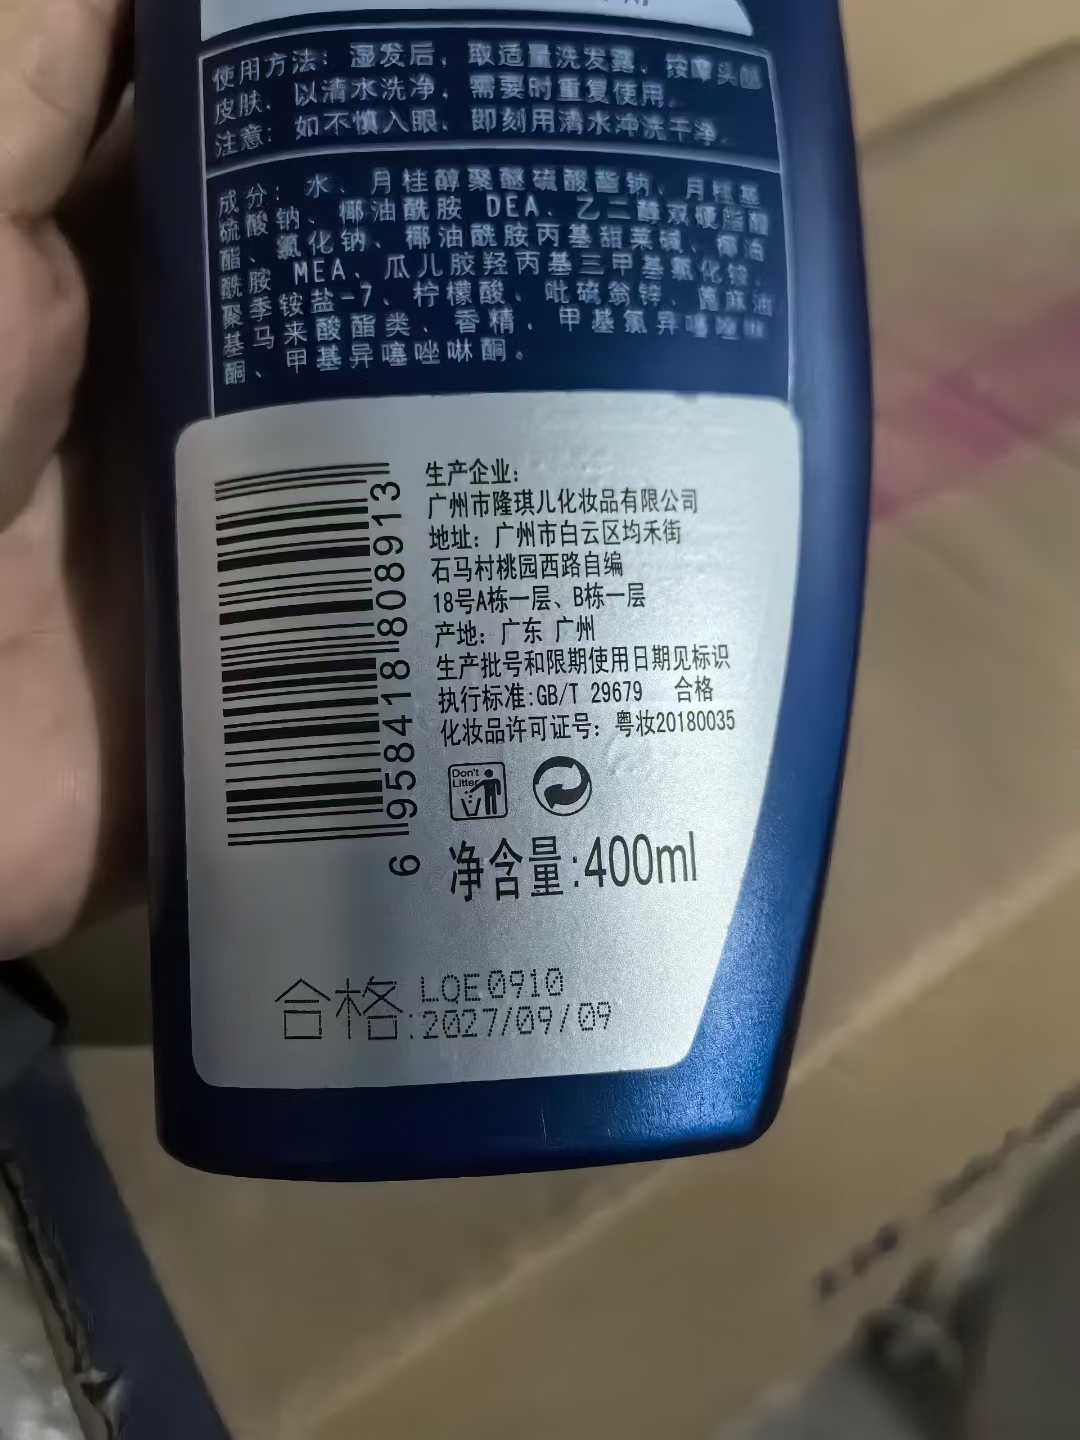 使用方法：湿发后，取适量洗发露，按摩头部
皮肤，以清水洗净，需要时重复使用。
注意：如不慎入眼，即刻用清水冲洗干净。
成分：水、月桂醇聚醚硫酸酯钠、月桂基
硫酸钠、椰油酰胺 DEA、乙二醇双硬脂酸
酯、氯化钠、椰油酰胺丙基甜菜碱、椰油
酰胺 MEA、瓜儿胶羟丙基三甲基氯化铵、
聚季铵盐-7、柠檬酸、吡硫翁锌、蓖麻油
基马来酸酯类、香精、甲基氯异噻唑啉
酮、甲基异噻唑啉酮。
生产企业：
广州市隆琪儿化妆品有限公司
地址：广州市白云区均禾街
石马村桃园西路自编
18号A栋一层、B栋一层
产地：广东 广州
生产批号和限期使用日期见标识
执行标准:GB/T 29679 合格
化妆品许可证号：粤妆20180035
6 958418 808913
Don't
Litter
净含量:400ml
合格:LQE0910
2027/09/09